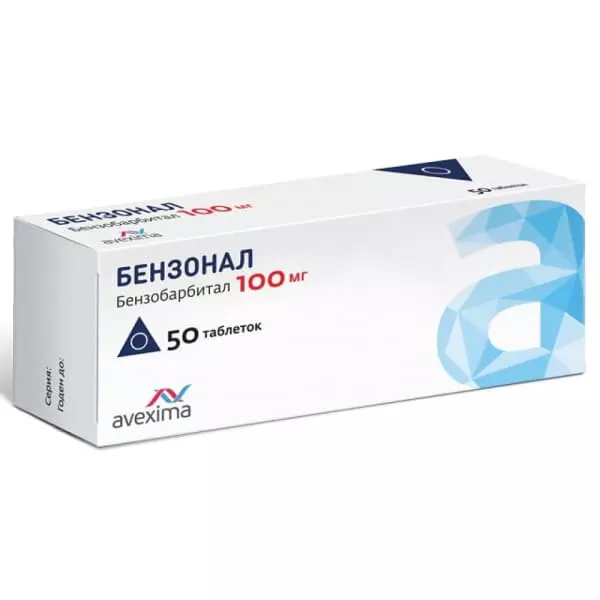 БЕНЗОНАЛ
Бензобарбитал 100 мг
avexima
50 таблеток
БЕНЗОНАЛ
Бензобарбитал 100 мг
50 таблеток
avexima
Серия:
Годен до: